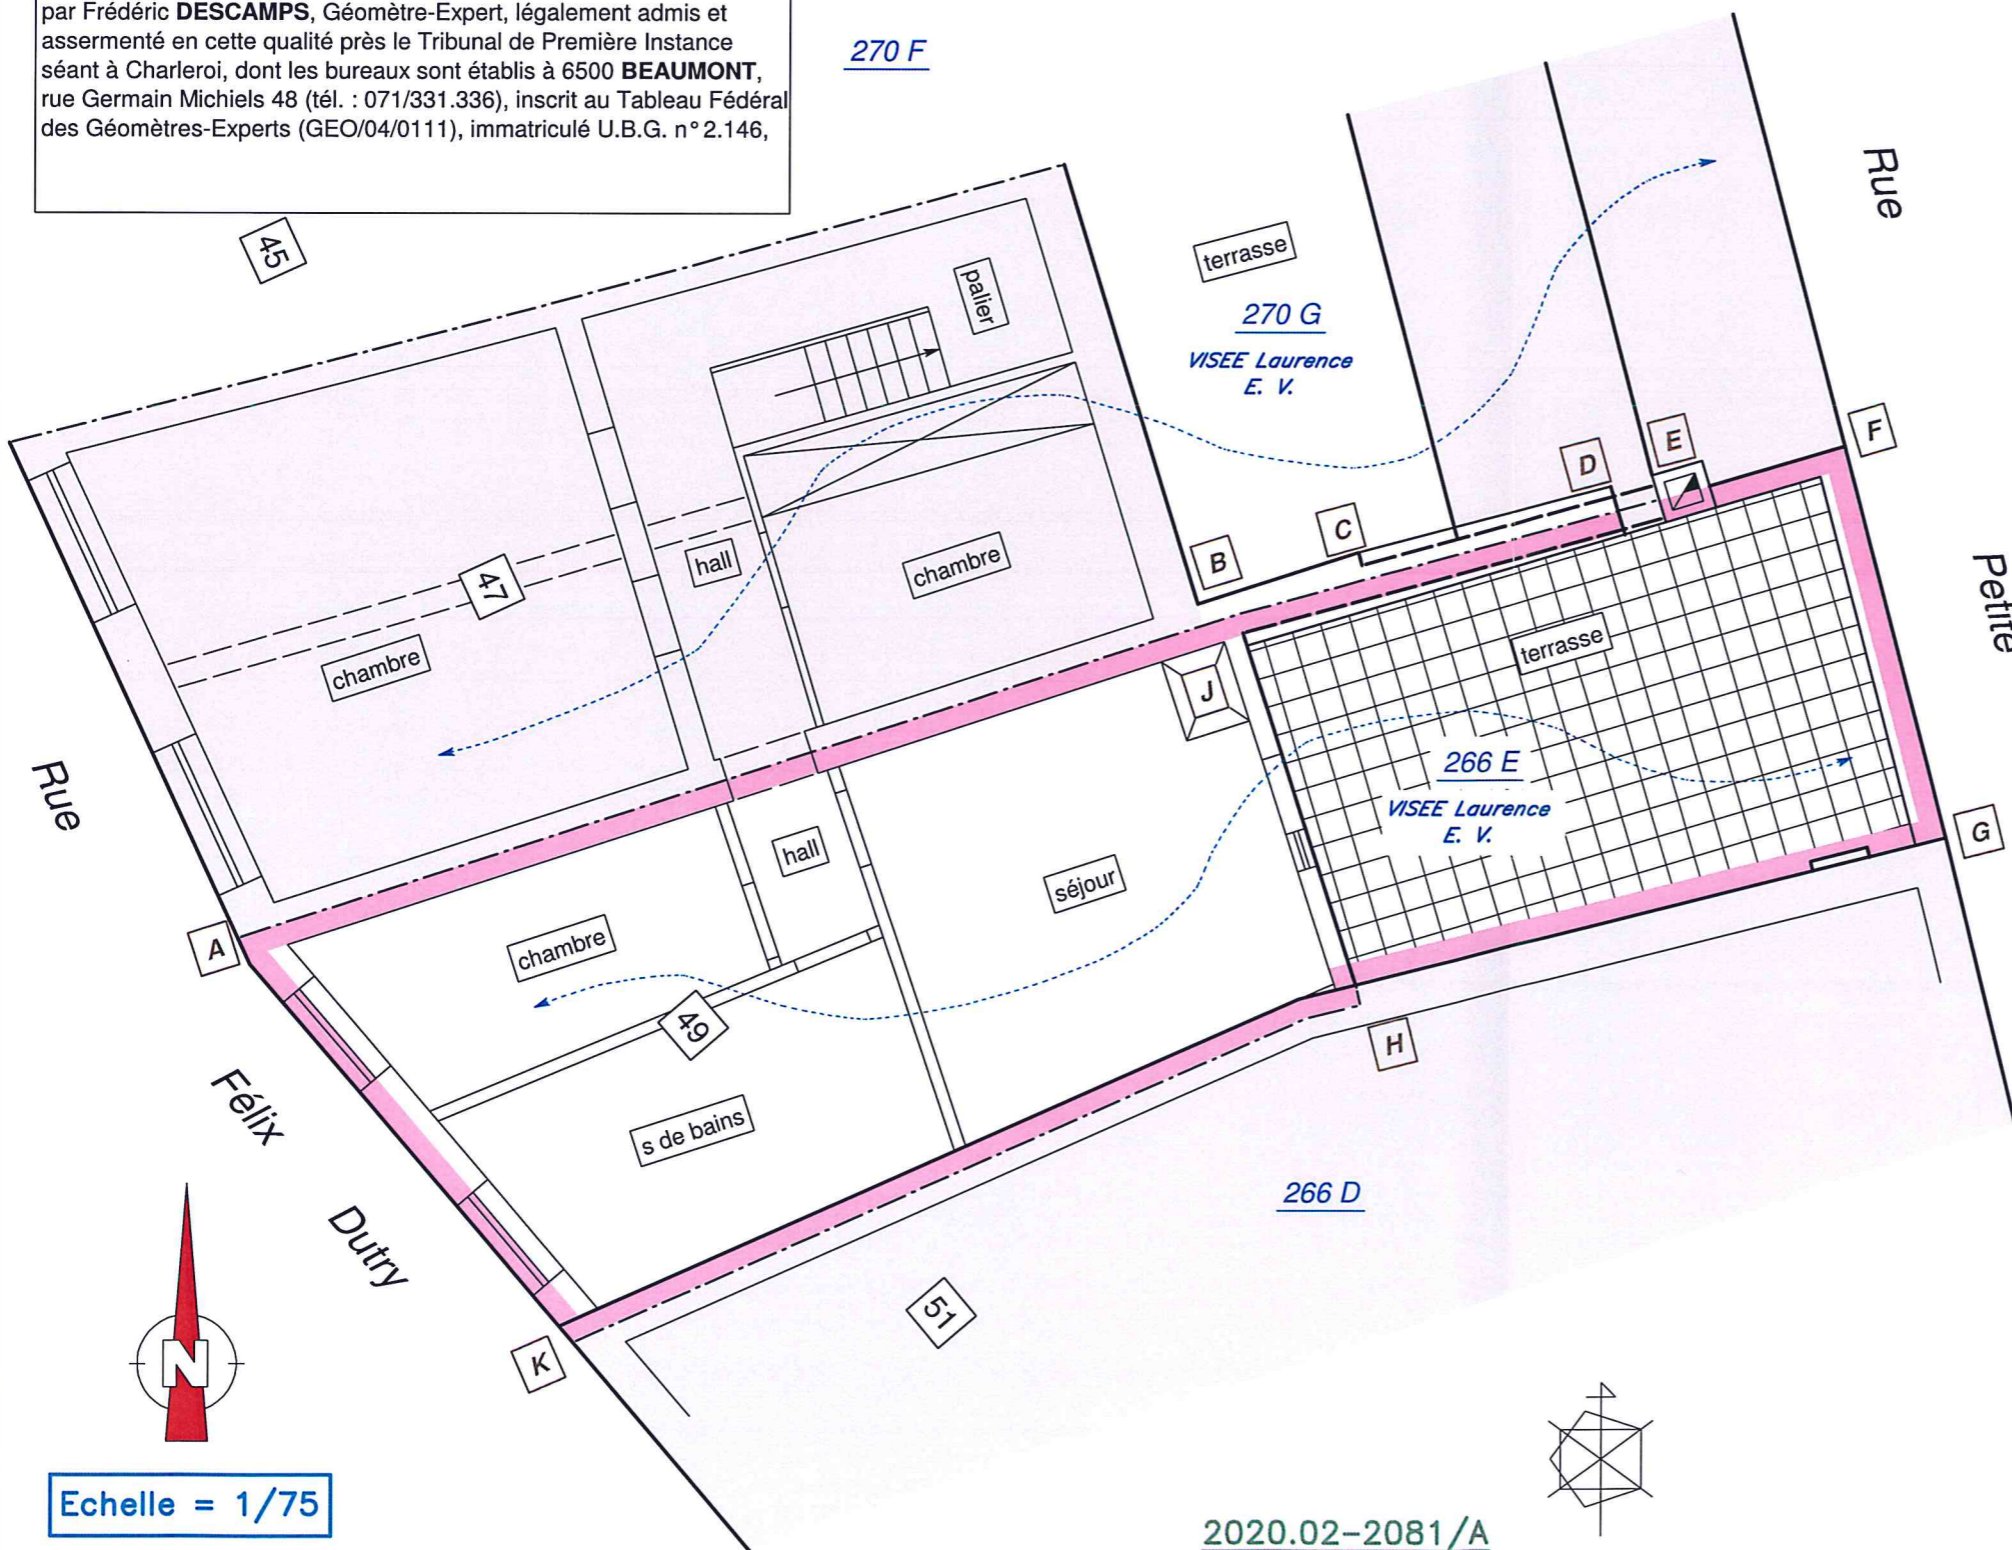 par Frédéric DESCAMPS, Géomètre-Expert, légalement admis et
assermenté en cette qualité près le Tribunal de Première Instance
séant à Charleroi, dont les bureaux sont établis à 6500 BEAUMONT,
rue Germain Michiels 48 (tél. : 071/331.336), inscrit au Tableau Fédéral
des Géomètres-Experts (GEO/04/0111), immatriculé U.B.G. n° 2.146,
270 F
Rue
45
terrasse
palier
270 G
VISEE Laurence
E. V.
F
E
D
C
B
hall
chambre
47
chambre
Petite
terrasse
J
266 E
VISEE Laurence
E. V.
G
Rue
hall
séjour
A
chambre
49
H
Félix
s de bains
266 D
Dutry
51
K
N
Echelle = 1/75
2020.02-2081/A